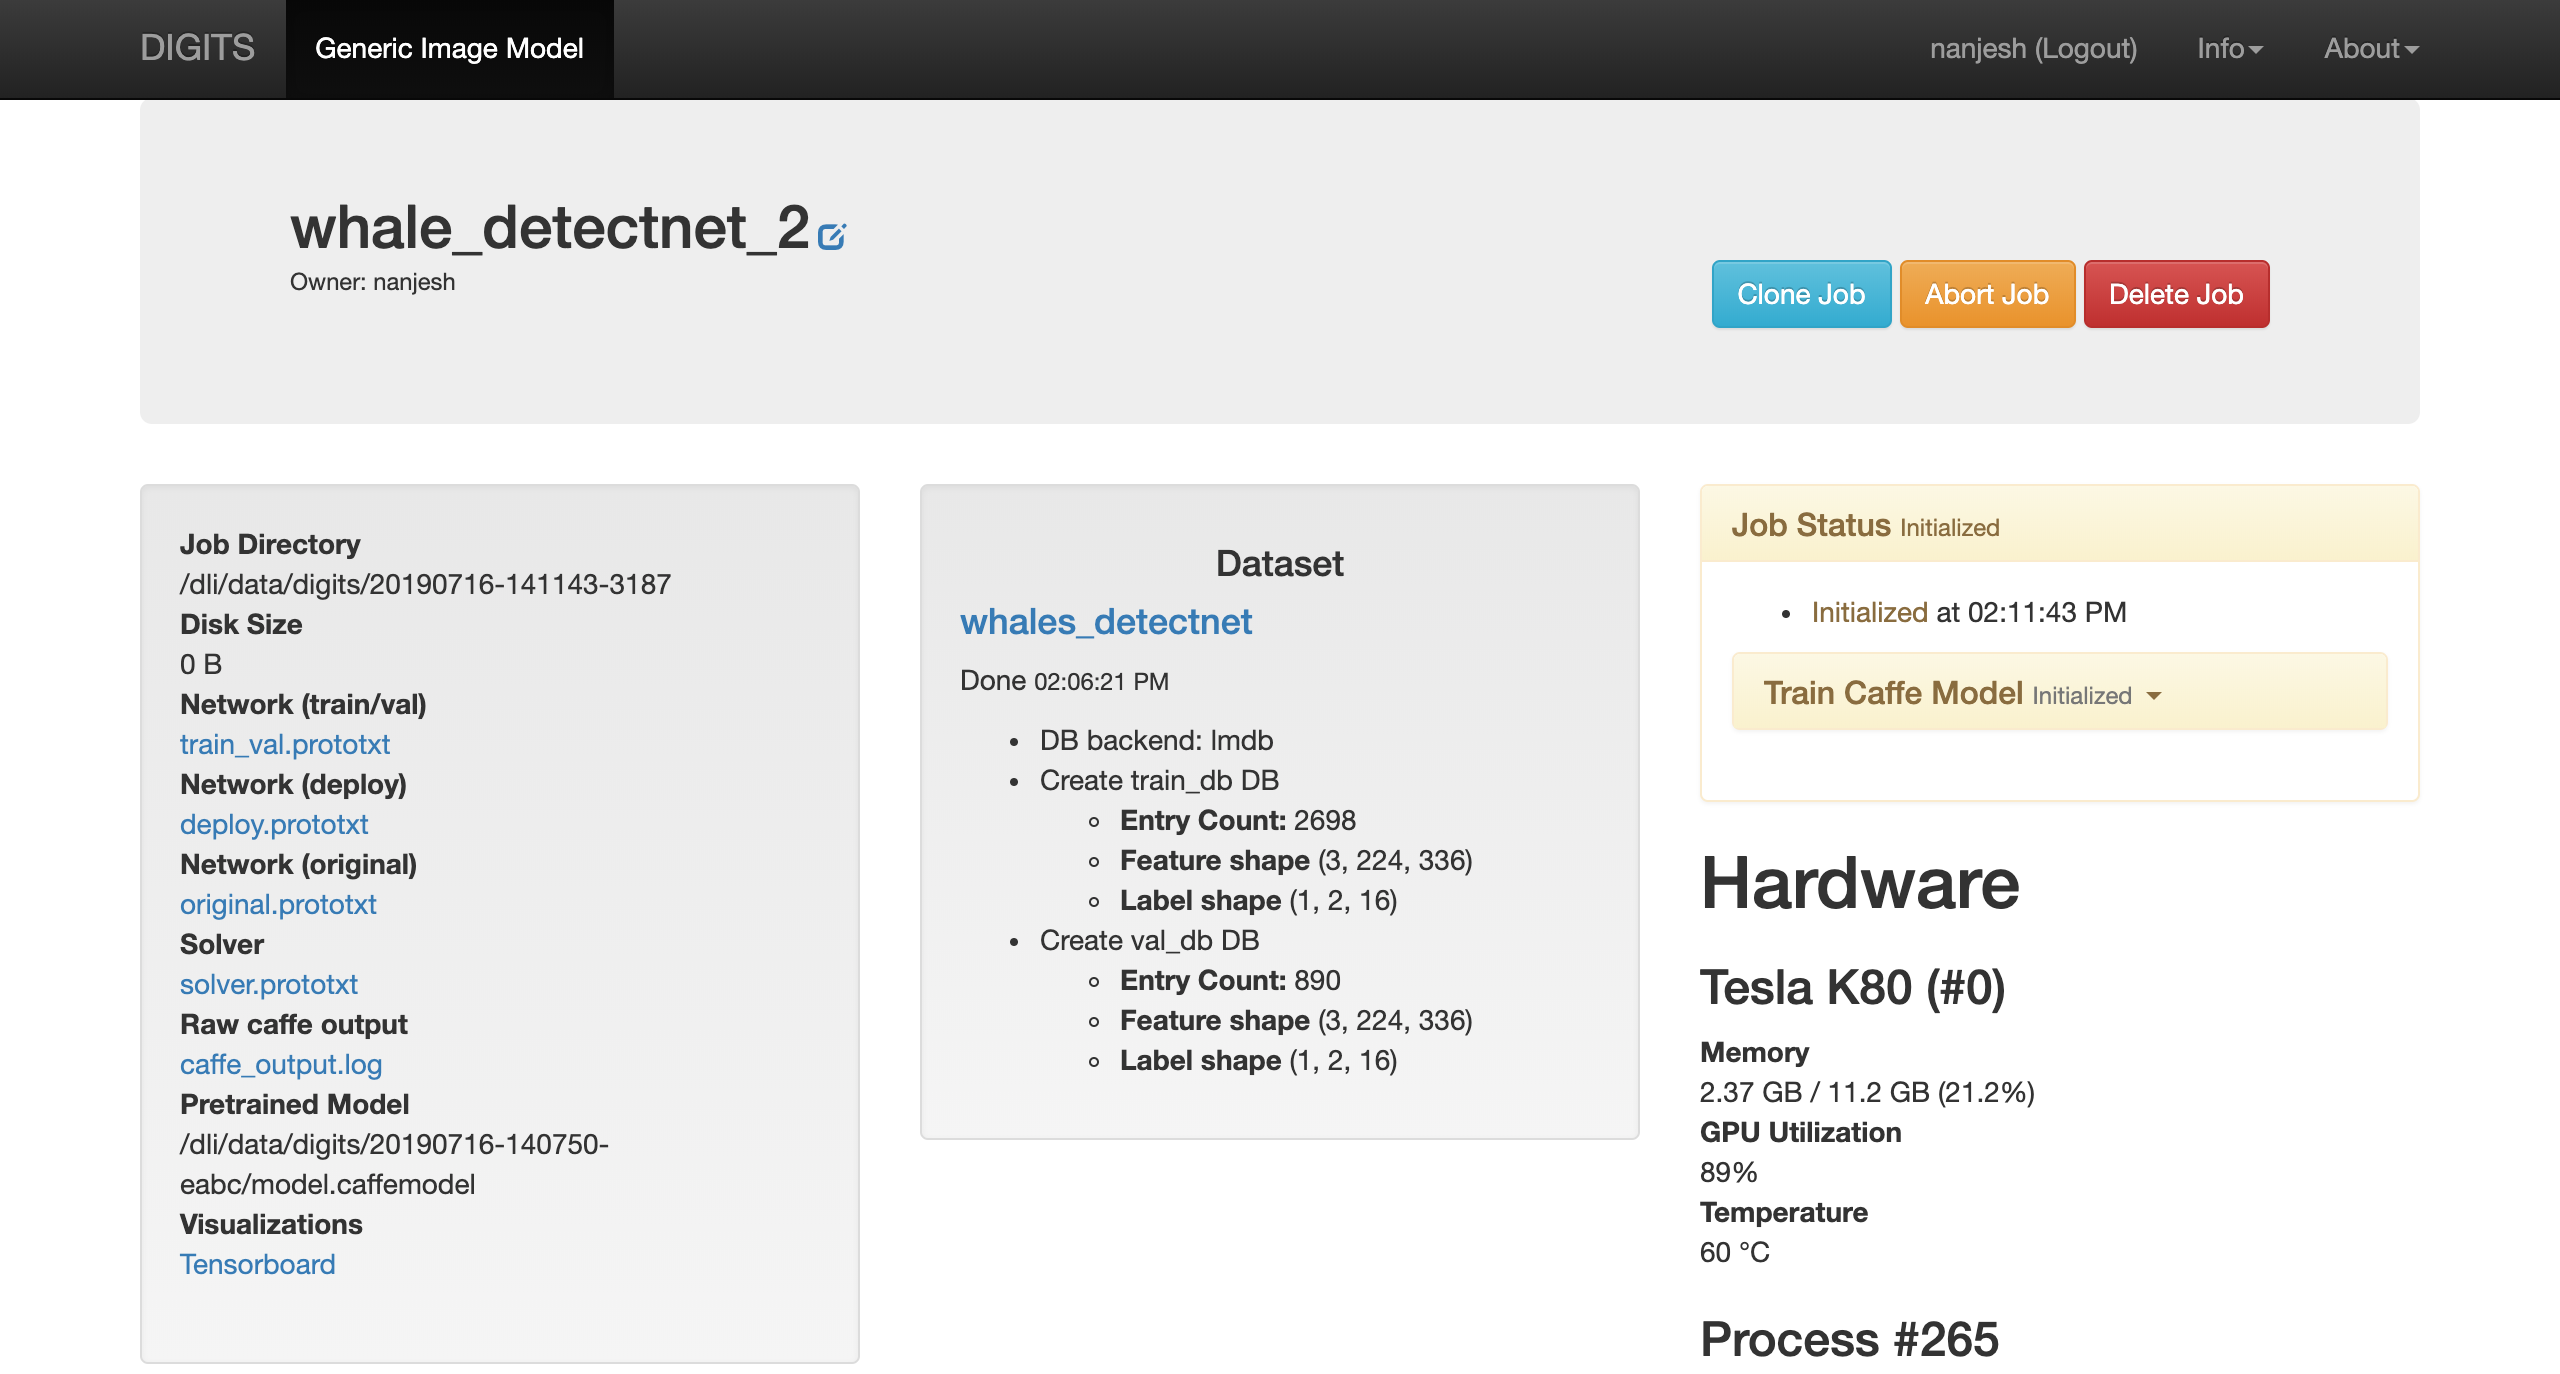 DIGITS
Generic Image Model
nanjesh (Logout)
Info
About
whale_detectnet_2
Owner: nanjesh
Clone Job
Abort Job
Delete Job
Job Directory
/dli/data/digits/20190716-141143-3187
Disk Size
0 B
Network (train/val)
train_val.prototxt
Network (deploy)
deploy.prototxt
Network (original)
original.prototxt
Solver
solver.prototxt
Raw caffe output
caffe_output.log
Pretrained Model
/dli/data/digits/20190716-140750-
eabc/model.caffemodel
Visualizations
Tensorboard
Dataset
whales_detectnet
Done 02:06:21 PM
• DB backend: lmdb
• Create train_db DB
◦ Entry Count: 2698
◦ Feature shape (3, 224, 336)
◦ Label shape (1, 2, 16)
• Create val_db DB
◦ Entry Count: 890
◦ Feature shape (3, 224, 336)
◦ Label shape (1, 2, 16)
Job Status Initialized
• Initialized at 02:11:43 PM
Train Caffe Model Initialized
Hardware
Tesla K80 (#0)
Memory
2.37 GB / 11.2 GB (21.2%)
GPU Utilization
89%
Temperature
60 °C
Process #265